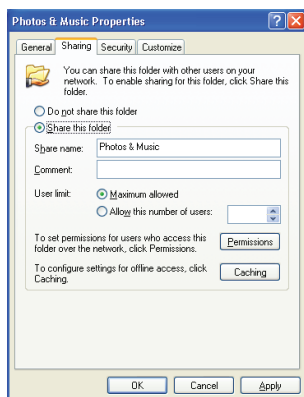 Photos & Music Properties
General Sharing Security Customize
You can share this folder with other users on your
network. To enable sharing for this folder, click Share this
folder.
Do not share this folder
Share this folder
Share name: Photos & Music
Comment:
User limit: Maximum allowed
Allow this number of users:
To set permissions for users who access this
folder over the network, click Permissions.
Permissions
To configure settings for offline access, click
Caching.
Caching
OK Cancel Apply